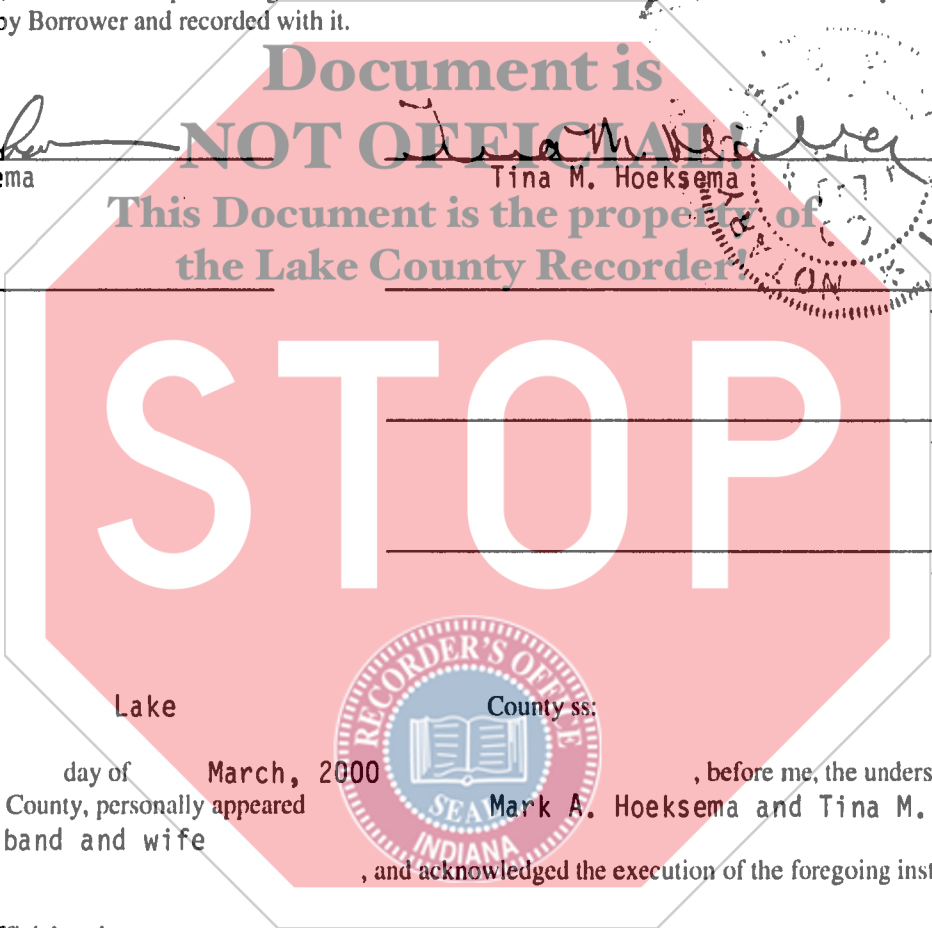 by Borrower and recorded with it.
Document is
NOT OFFICIAL!
Tina M. Hoeksema
This Document is the property of
the Lake County Recorder!
STOP
RECORDER'S OFFICE
SEAL
INDIANA
Lake County ss:
day of March, 2000 , before me, the unders
County, personally appeared Mark A. Hoeksema and Tina M.
band and wife
, and acknowledged the execution of the foregoing inst